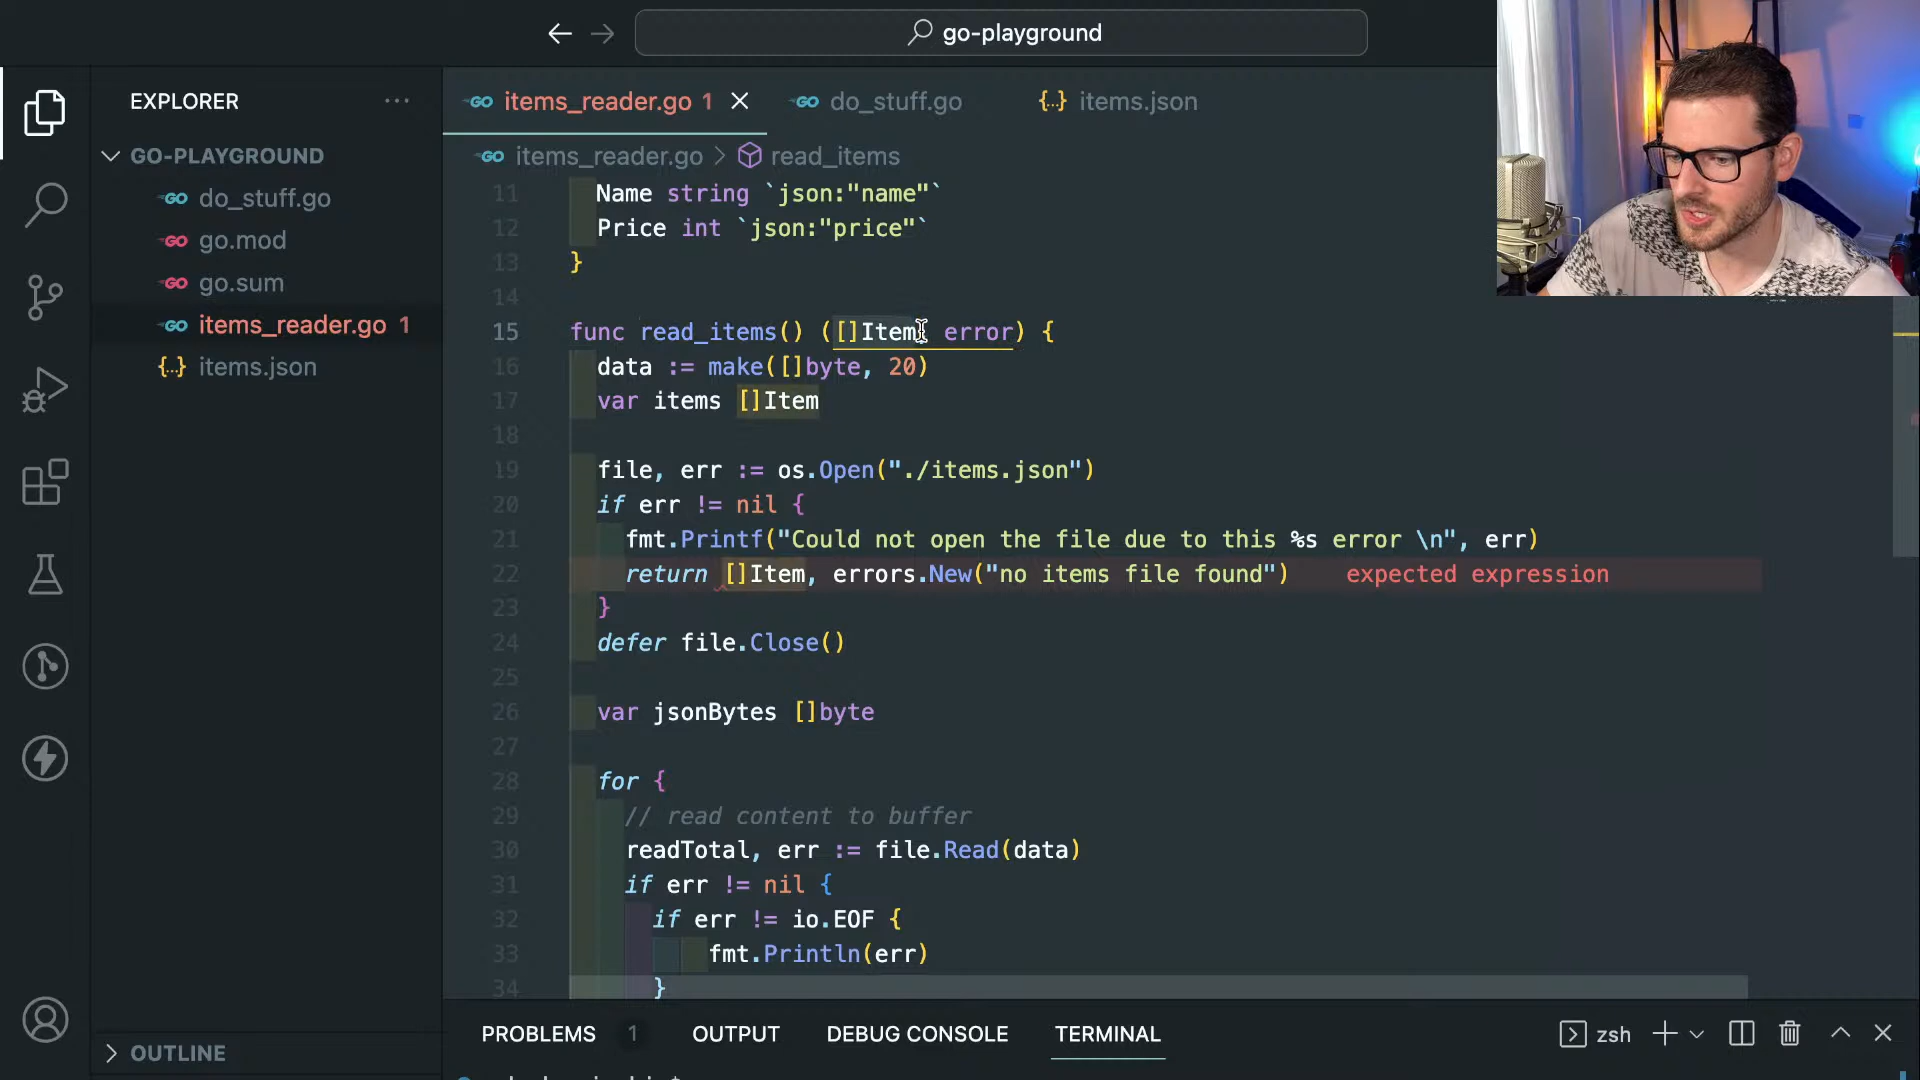 go-playground
EXPLORER
GO-PLAYGROUND
do_stuff.go
go.mod
go.sum
items_reader.go 1
items.json
OUTLINE
items_reader.go 1
do_stuff.go
{..} items.json
items_reader.go > read_items
11 Name string `json:"name"`
12 Price int `json:"price"`
13 }
14
15 func read_items() ([]Item, error) {
16 data := make([]byte, 20)
17 var items []Item
18
19 file, err := os.Open("./items.json")
20 if err != nil {
21 fmt.Printf("Could not open the file due to this %s error \n", err)
22 return []Item, errors.New("no items file found") expected expression
23 }
24 defer file.Close()
25
26 var jsonBytes []byte
27
28 for {
29 // read content to buffer
30 readTotal, err := file.Read(data)
31 if err != nil {
32 if err != io.EOF {
33 fmt.Println(err)
34 }
PROBLEMS 1 OUTPUT DEBUG CONSOLE TERMINAL zsh